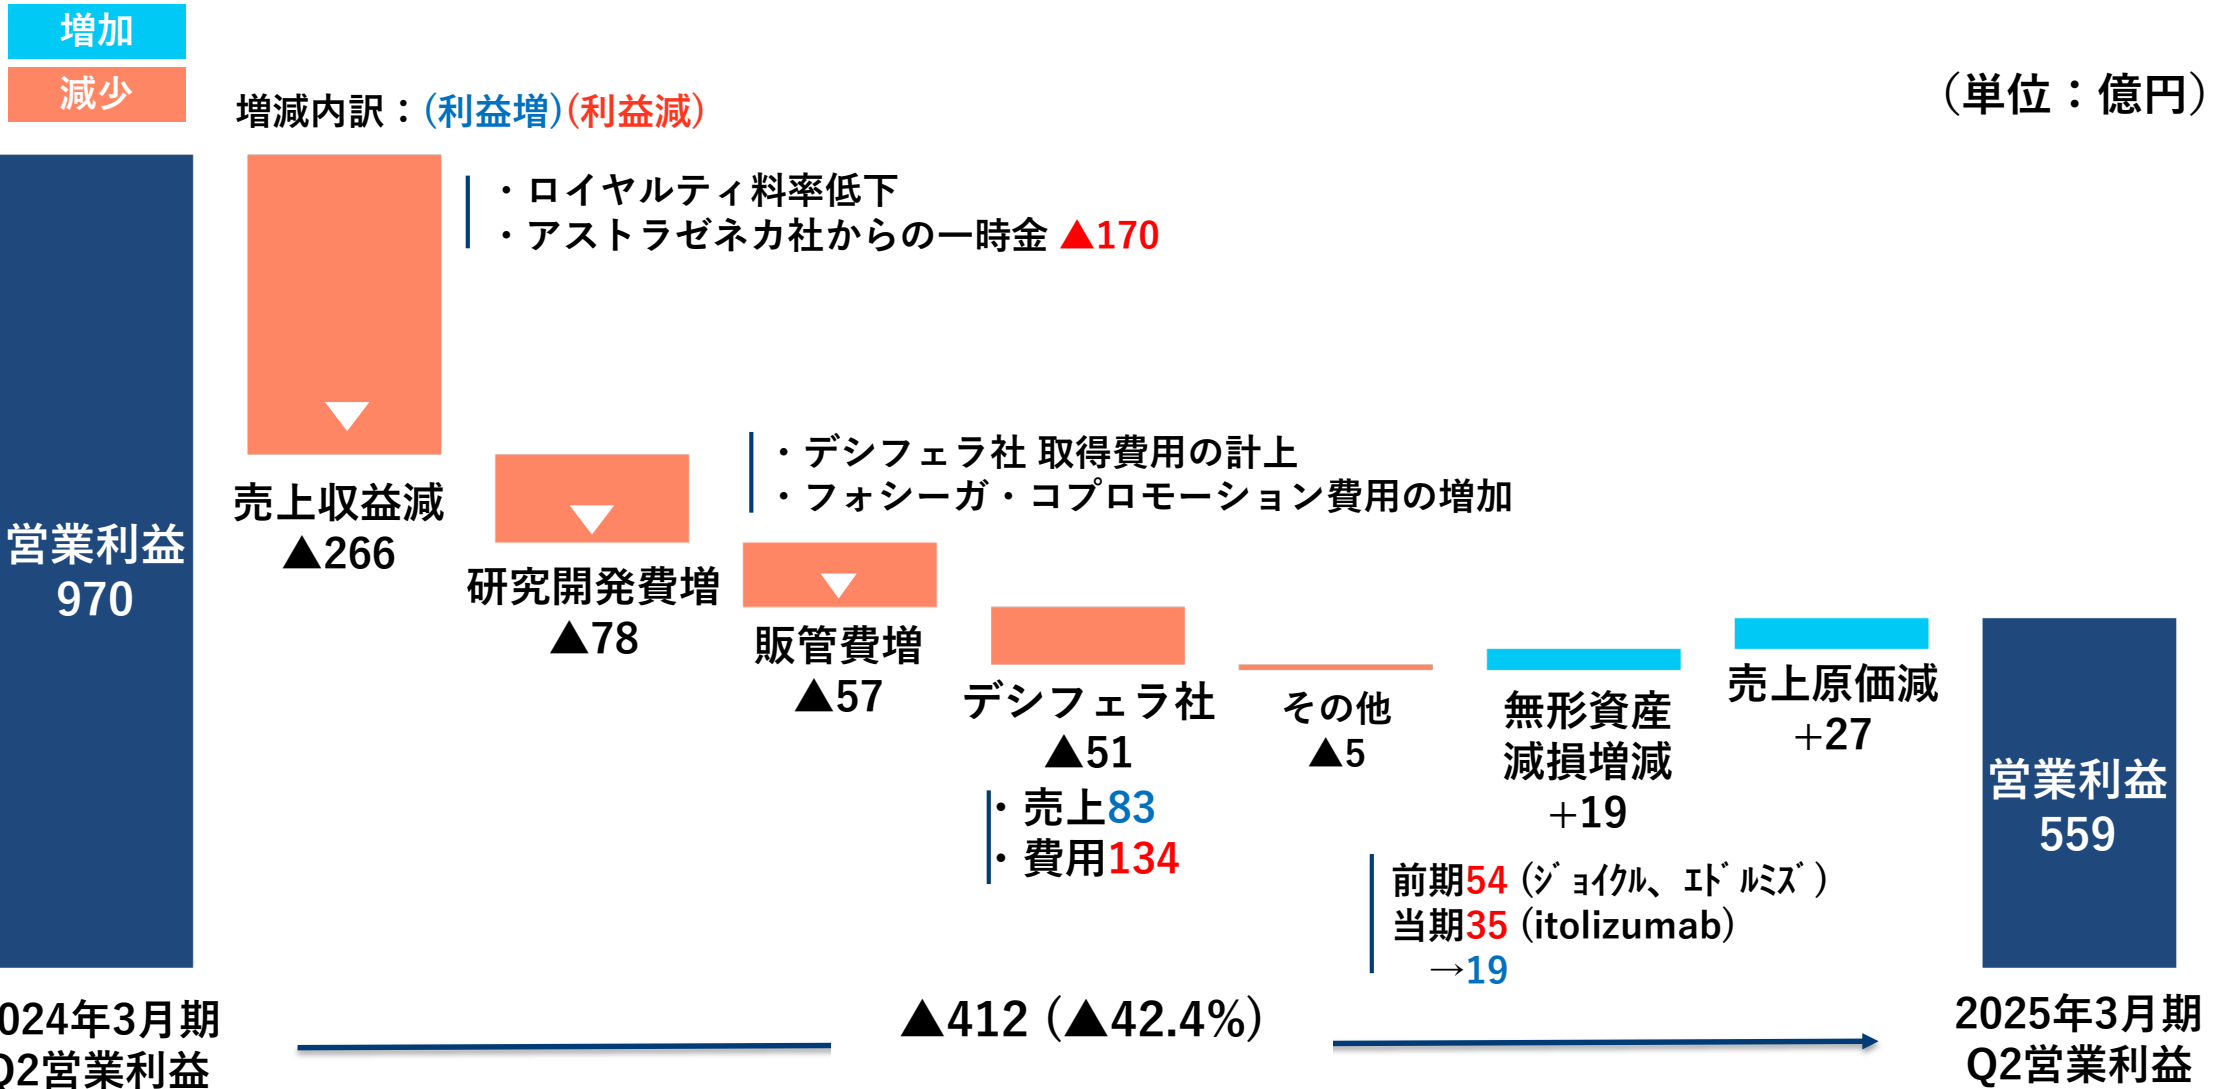 増加
減少
(単位：億円)
増減内訳：(利益増)(利益減)
・ロイヤルティ料率低下
・アストラゼネカ社からの一時金 ▲170
営業利益
970
売上収益減
▲266
・デシフェラ社 取得費用の計上
・フォシーガ・コプロモーション費用の増加
研究開発費増
▲78
販管費増
▲57
デシフェラ社
▲51
・売上83
・費用134
その他
▲5
無形資産
減損増減
+19
前期54 (ｼﾞｮｲｸﾙ、ｴﾄﾞﾙﾐｽﾞ)
当期35 (itolizumab)
→19
売上原価減
+27
営業利益
559
024年3月期
Q2営業利益
▲412 (▲42.4%)
2025年3月期
Q2営業利益